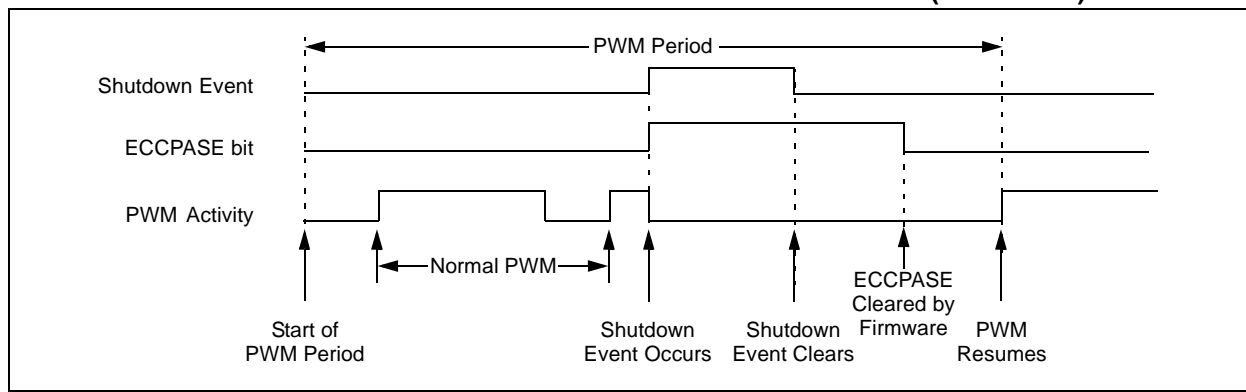 PWM Period
Shutdown Event
ECCPASE bit
PWM Activity
Normal PWM
Start of
PWM Period
Shutdown
Event Occurs
Shutdown
Event Clears
ECCPASE
Cleared by
Firmware
PWM
Resumes